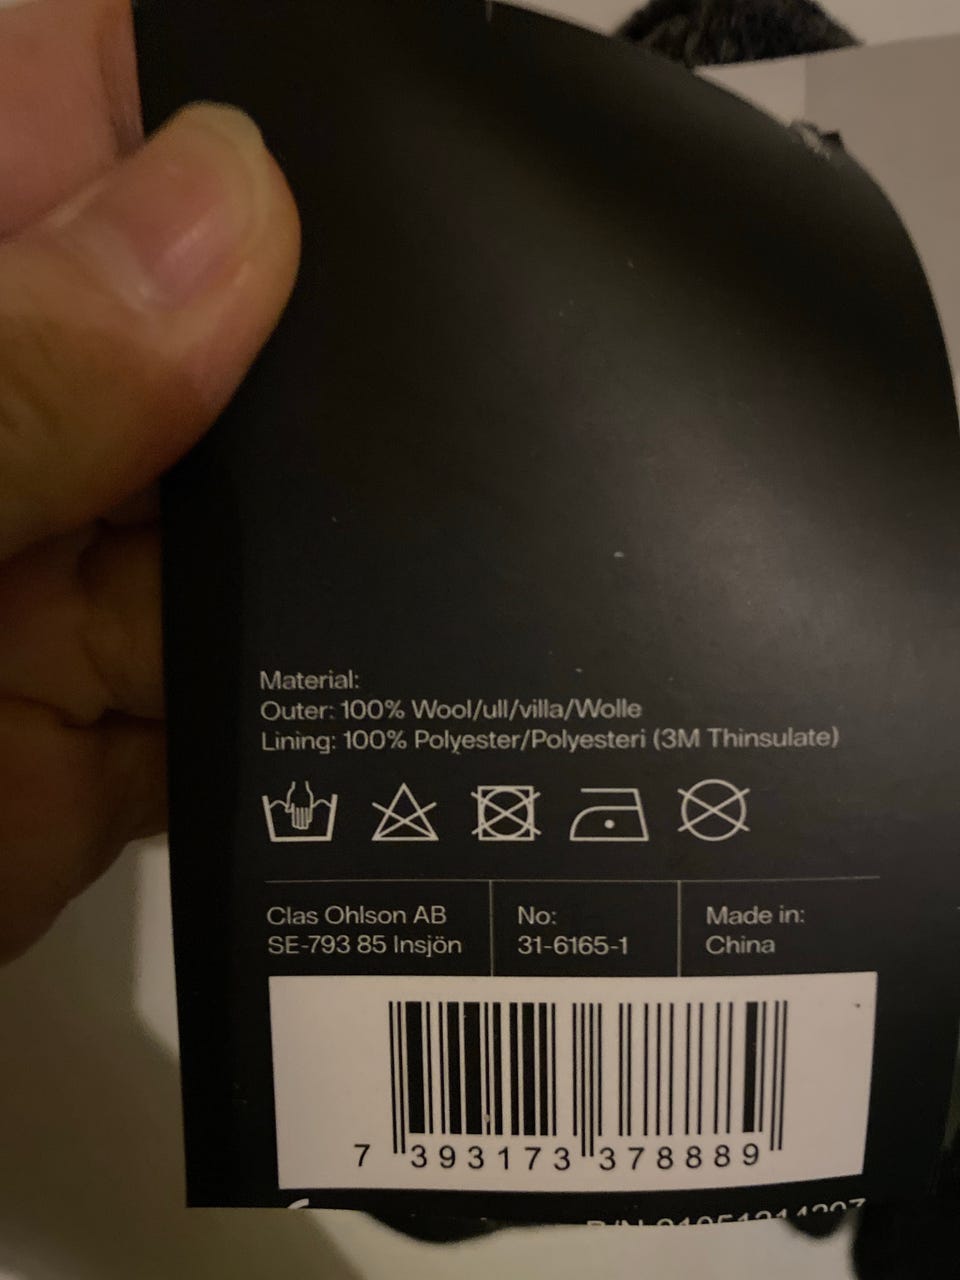 Material:
Outer: 100% Wool/ull/villa/Wolle
Lining: 100% Polyester/Polyesteri (3M Thinsulate)
Clas Ohlson AB
SE-793 85 Insjön
No:
31-6165-1
Made in:
China
7 393173 378889